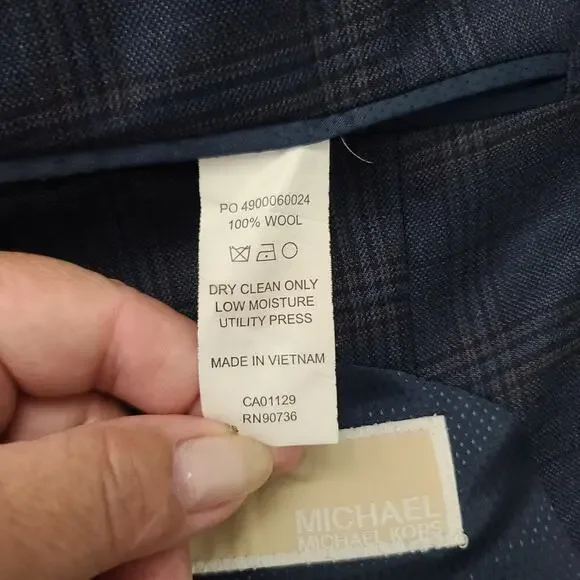 PO 4900060024
100% WOOL
DRY CLEAN ONLY
LOW MOISTURE
UTILITY PRESS
MADE IN VIETNAM
CA01129
RN90736
MICHAEL
MICHAEL KORS